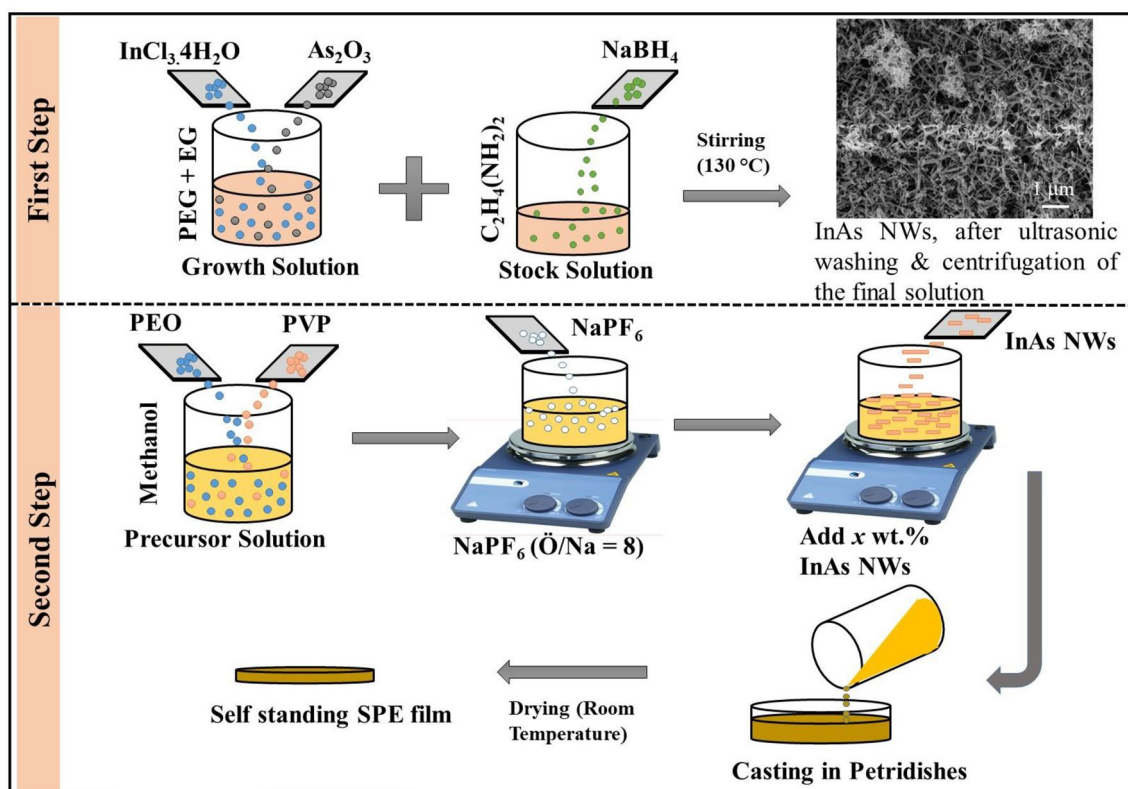 First Step
InCl3.4H2O
As2O3
PEG + EG
Growth Solution
NaBH4
C2H4(NH2)2
Stock Solution
Stirring
(130 °C)
1 µm
InAs NWs, after ultrasonic
washing & centrifugation of
the final solution
Second Step
PEO
PVP
Methanol
Precursor Solution
NaPF6
NaPF6 (Ö/Na = 8)
InAs NWs
Add x wt.%
InAs NWs
Casting in Petridishes
Drying (Room
Temperature)
Self standing SPE film